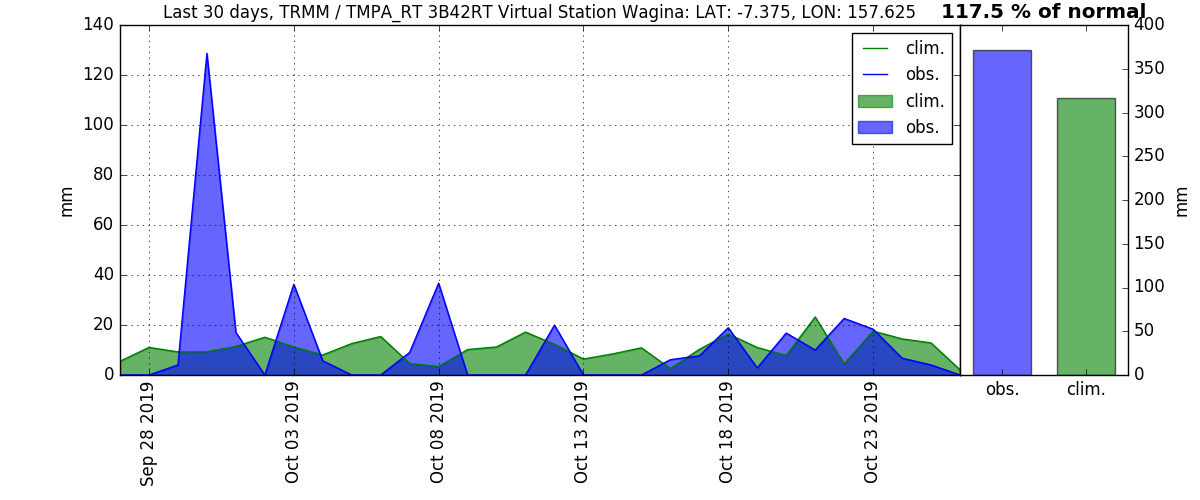 Last 30 days, TRMM / TMPA_RT 3B42RT Virtual Station Wagina: LAT: -7.375, LON: 157.625
117.5 % of normal
140
120
100
80
60
40
20
0
mm
clim.
obs.
clim.
obs.
Sep 28 2019
Oct 03 2019
Oct 08 2019
Oct 13 2019
Oct 18 2019
Oct 23 2019
400
350
300
250
200
150
100
50
0
mm
obs.
clim.